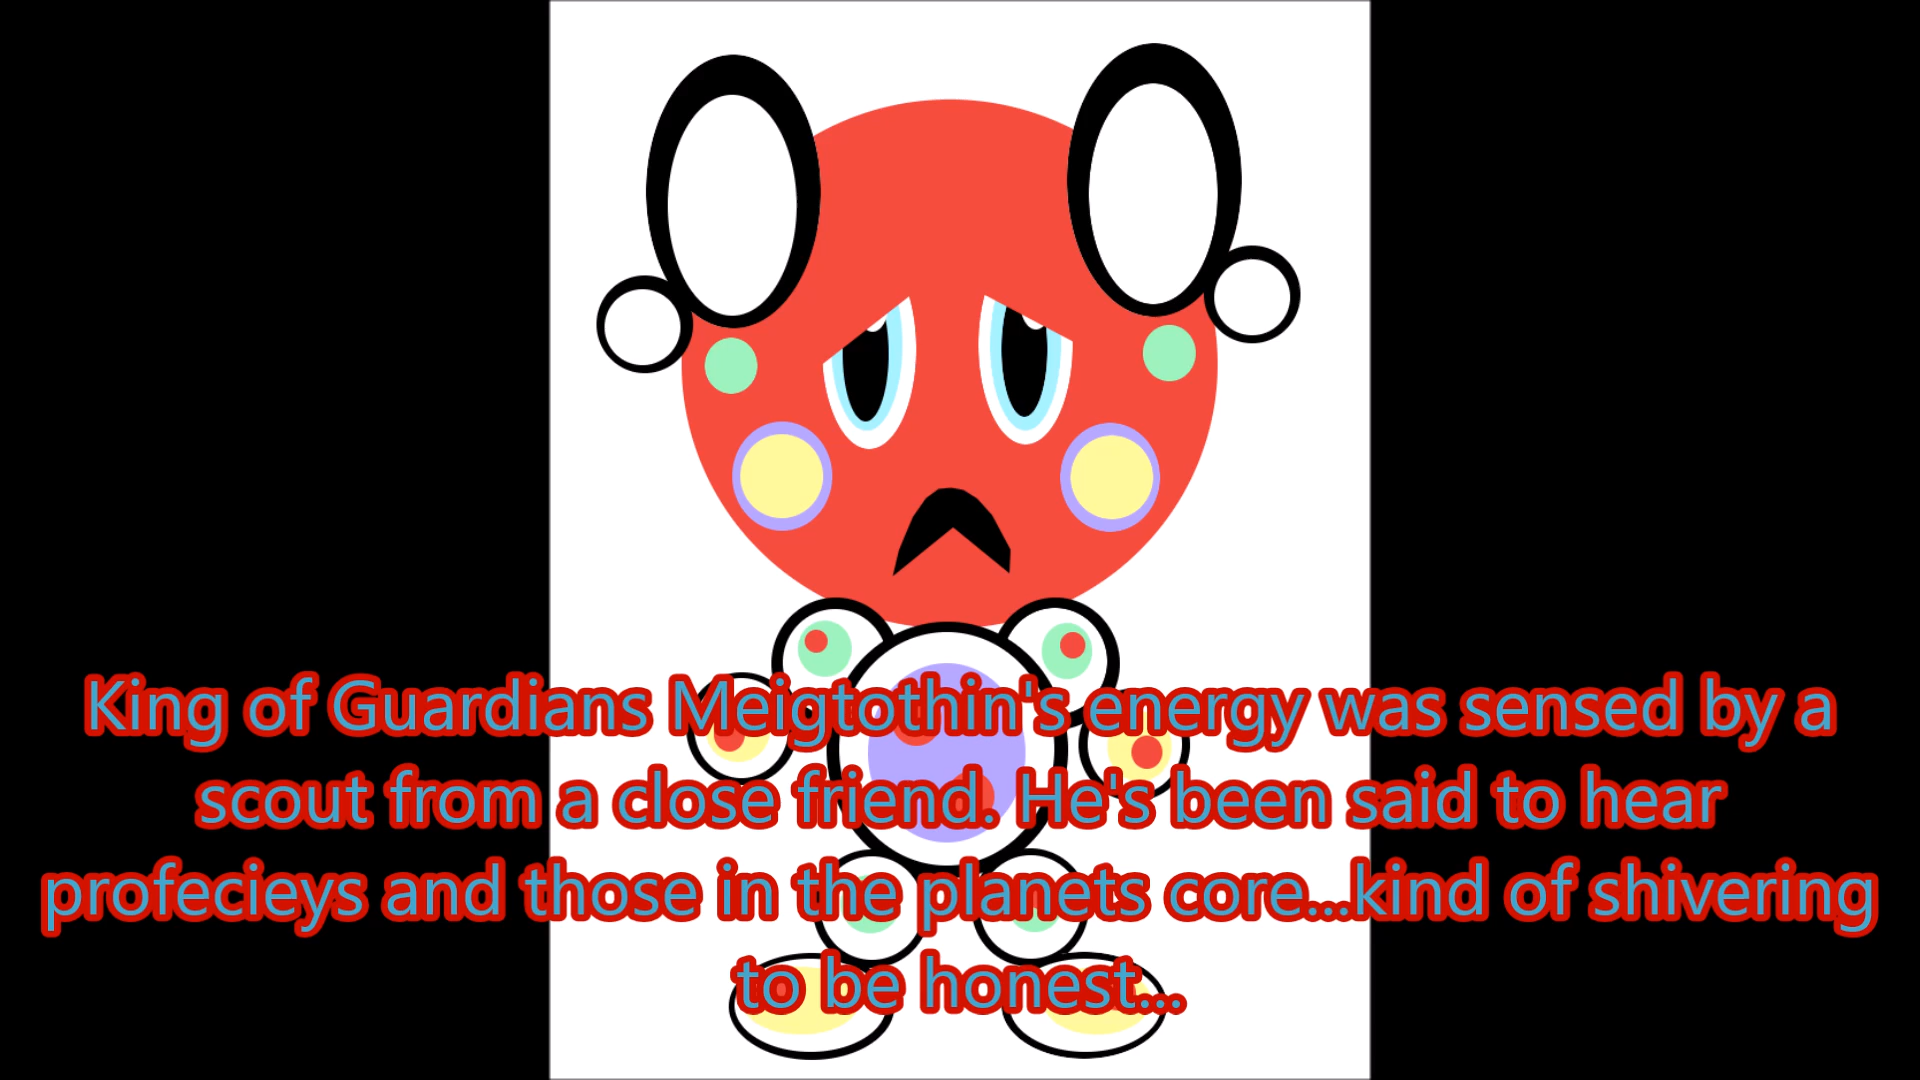 King of Guardians Meigtothin's energy was sensed by a
scout from a close friend. He's been said to hear
profecieys and those in the planets core...kind of shivering
to be honest...